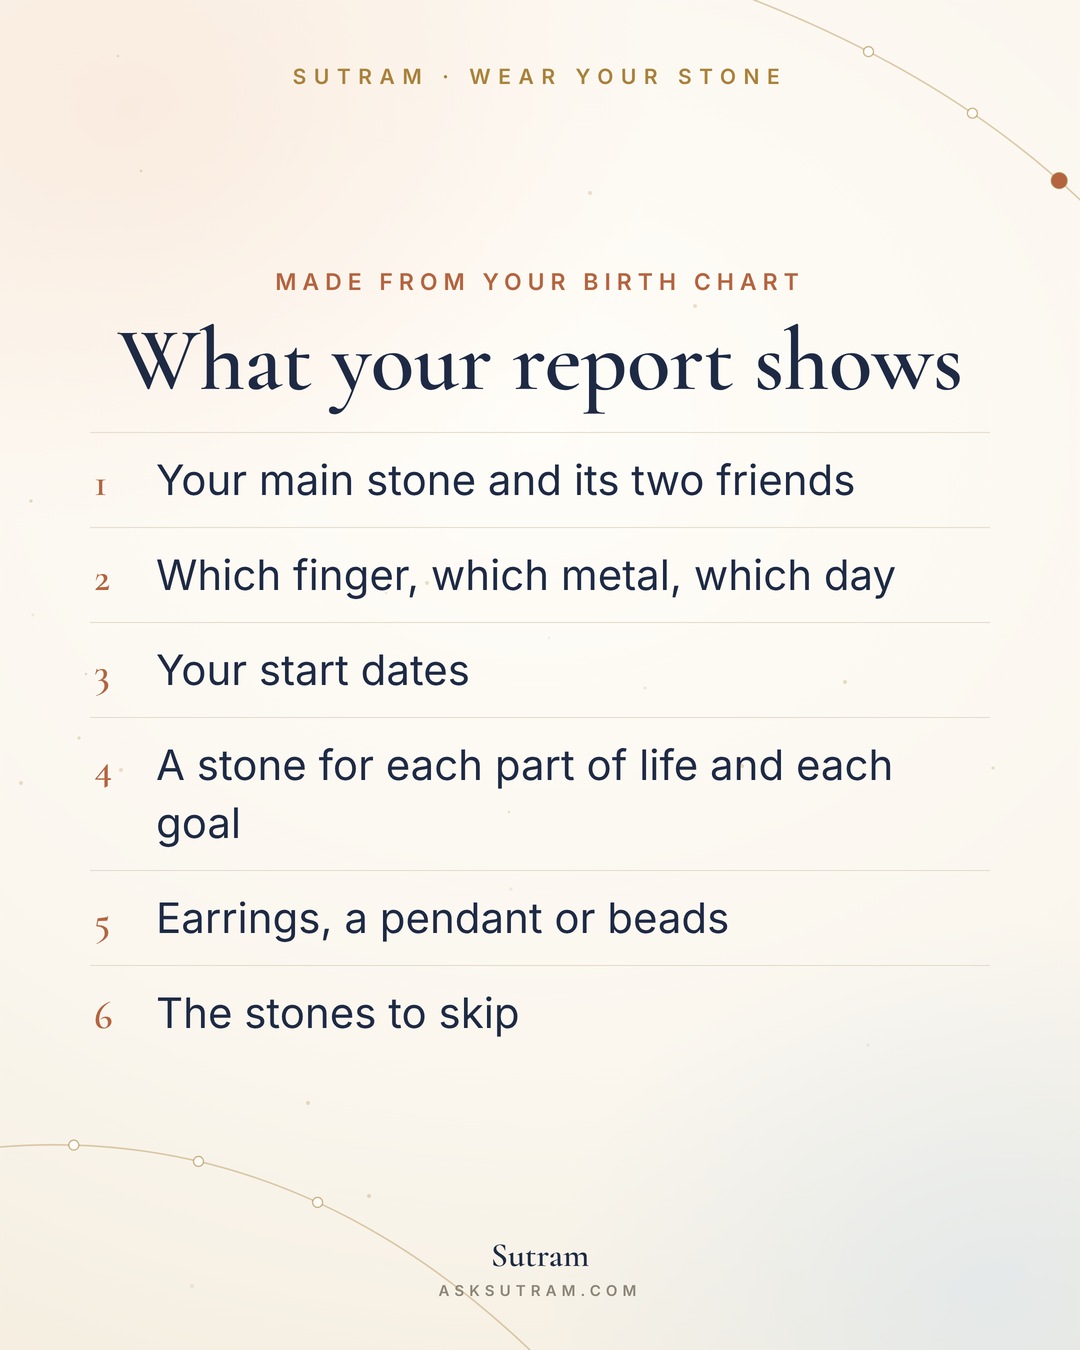 SUTRAM · WEAR YOUR STONE
MADE FROM YOUR BIRTH CHART
What your report shows
1 Your main stone and its two friends
2 Which finger, which metal, which day
3 Your start dates
4 A stone for each part of life and each
goal
5 Earrings, a pendant or beads
6 The stones to skip
Sutram
ASKSUTRAM.COM